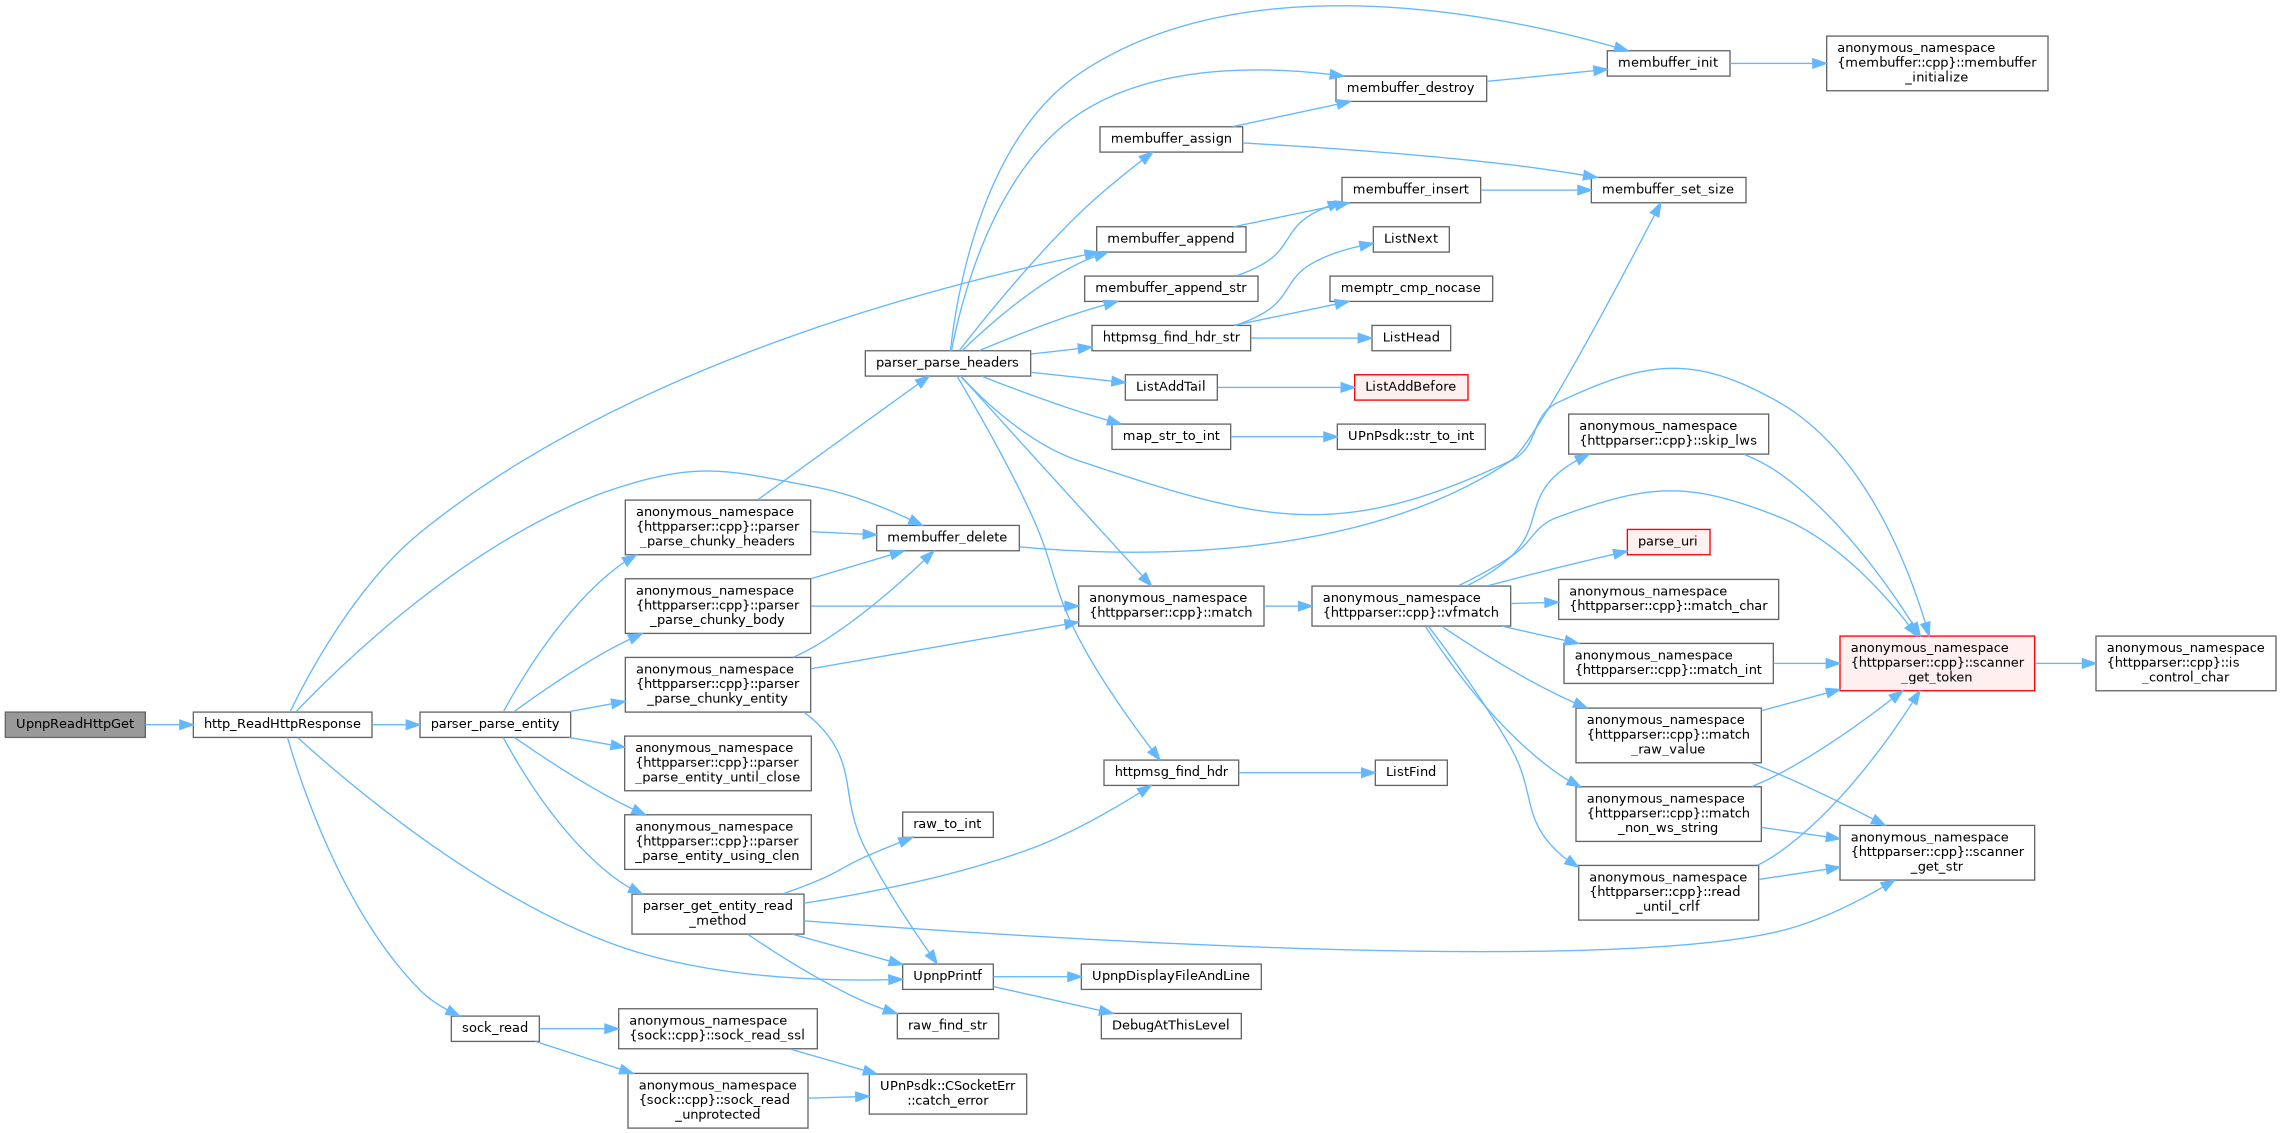 UpnpReadHttpGet
http_ReadHttpResponse
parser_parse_entity
sock_read
anonymous_namespace
{httpparser::cpp}::parser
_parse_chunky_headers
anonymous_namespace
{httpparser::cpp}::parser
_parse_chunky_body
anonymous_namespace
{httpparser::cpp}::parser
_parse_chunky_entity
anonymous_namespace
{httpparser::cpp}::parser
_parse_entity_until_close
anonymous_namespace
{httpparser::cpp}::parser
_parse_entity_using_clen
parser_get_entity_read
_method
anonymous_namespace
{sock::cpp}::sock_read_ssl
anonymous_namespace
{sock::cpp}::sock_read
_unprotected
parser_parse_headers
membuffer_delete
raw_to_int
UpnpPrintf
raw_find_str
UPnPsdk::CSocketErr
::catch_error
membuffer_assign
membuffer_append
membuffer_append_str
httpmsg_find_hdr_str
ListAddTail
map_str_to_int
anonymous_namespace
{httpparser::cpp}::match
httpmsg_find_hdr
UpnpDisplayFileAndLine
DebugAtThisLevel
membuffer_destroy
membuffer_insert
ListNext
memptr_cmp_nocase
ListHead
ListAddBefore
UPnPsdk::str_to_int
anonymous_namespace
{httpparser::cpp}::vfmatch
ListFind
membuffer_init
membuffer_set_size
anonymous_namespace
{httpparser::cpp}::skip_lws
parse_uri
anonymous_namespace
{httpparser::cpp}::match_char
anonymous_namespace
{httpparser::cpp}::match_int
anonymous_namespace
{httpparser::cpp}::match
_raw_value
anonymous_namespace
{httpparser::cpp}::match
_non_ws_string
anonymous_namespace
{httpparser::cpp}::read
_until_crlf
anonymous_namespace
{membuffer::cpp}::membuffer
_initialize
anonymous_namespace
{httpparser::cpp}::scanner
_get_token
anonymous_namespace
{httpparser::cpp}::scanner
_get_str
anonymous_namespace
{httpparser::cpp}::is
_control_char